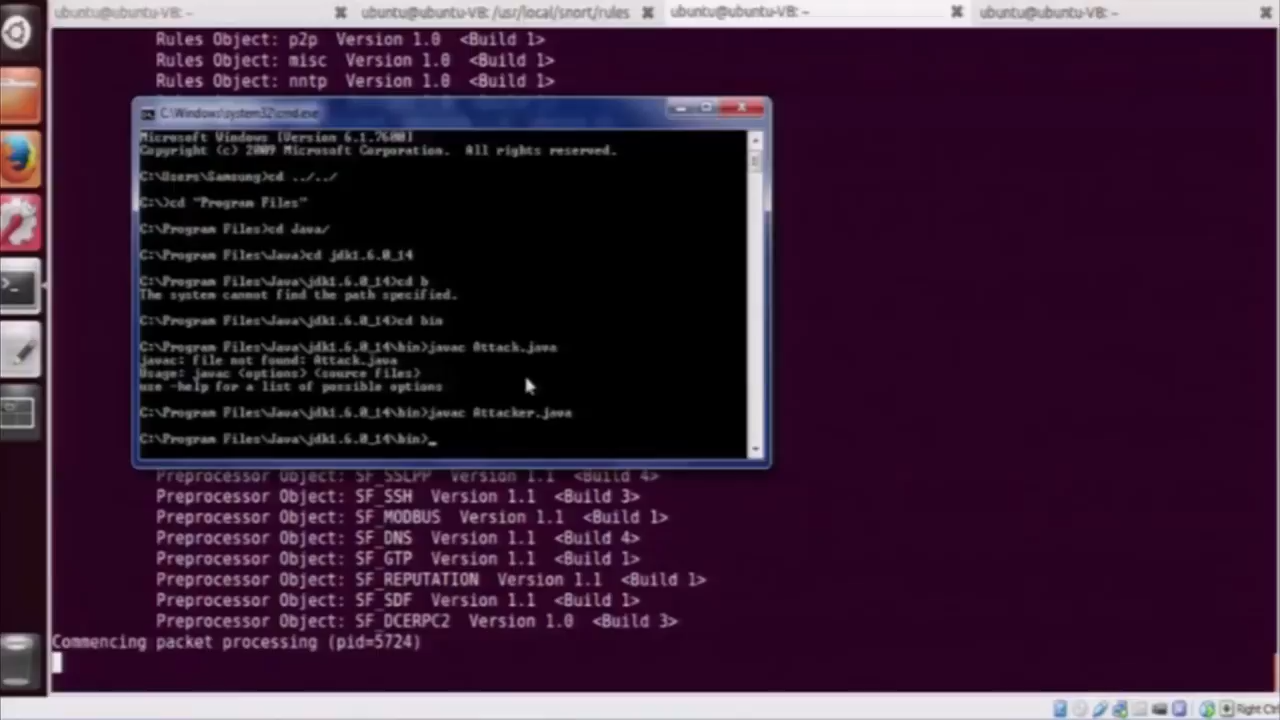 ubuntu@ubuntu-VB: ~ ubuntu@ubuntu-VB: /usr/local/snort/rules ubuntu@ubuntu-VB: ~ ubuntu@ubuntu-VB: ~
Rules Object: p2p Version 1.0 <Build 1>
Rules Object: misc Version 1.0 <Build 1>
Rules Object: nntp Version 1.0 <Build 1>
C:\Windows\system32\cmd.exe
Microsoft Windows [Version 6.1.7600]
Copyright (c) 2009 Microsoft Corporation. All rights reserved.
C:\Users\Samsung>cd ../../
C:\>cd "Program Files"
C:\Program Files>cd Java/
C:\Program Files\Java>cd jdk1.6.0_14
C:\Program Files\Java\jdk1.6.0_14>cd b
The system cannot find the path specified.
C:\Program Files\Java\jdk1.6.0_14>cd bin
C:\Program Files\Java\jdk1.6.0_14\bin>javac Attack.java
javac: file not found: Attack.java
Usage: javac <options> <source files>
use -help for a list of possible options
C:\Program Files\Java\jdk1.6.0_14\bin>javac Attacker.java
C:\Program Files\Java\jdk1.6.0_14\bin>_
Preprocessor Object: SF_SSLPP Version 1.1 <Build 4>
Preprocessor Object: SF_SSH Version 1.1 <Build 3>
Preprocessor Object: SF_MODBUS Version 1.1 <Build 1>
Preprocessor Object: SF_DNS Version 1.1 <Build 4>
Preprocessor Object: SF_GTP Version 1.1 <Build 1>
Preprocessor Object: SF_REPUTATION Version 1.1 <Build 1>
Preprocessor Object: SF_SDF Version 1.1 <Build 1>
Preprocessor Object: SF_DCERPC2 Version 1.0 <Build 3>
Commencing packet processing (pid=5724)
Right Ctrl